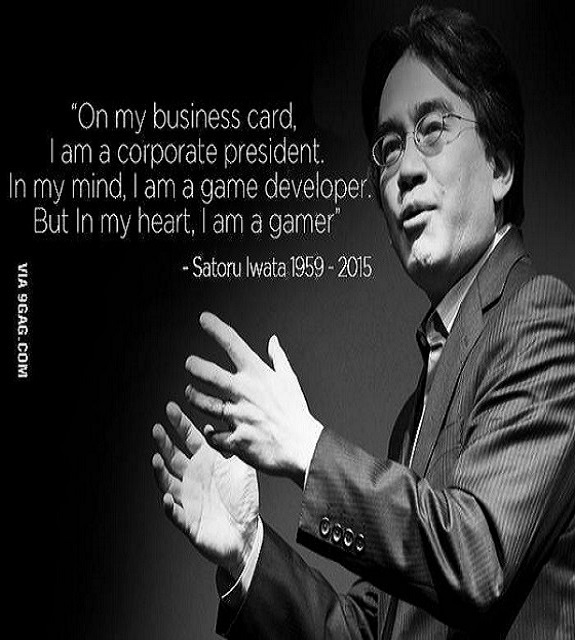 “On my business card,
I am a corporate president.
In my mind, I am a game developer.
But In my heart, I am a gamer”
- Satoru Iwata 1959 - 2015
VIA 9GAG.COM